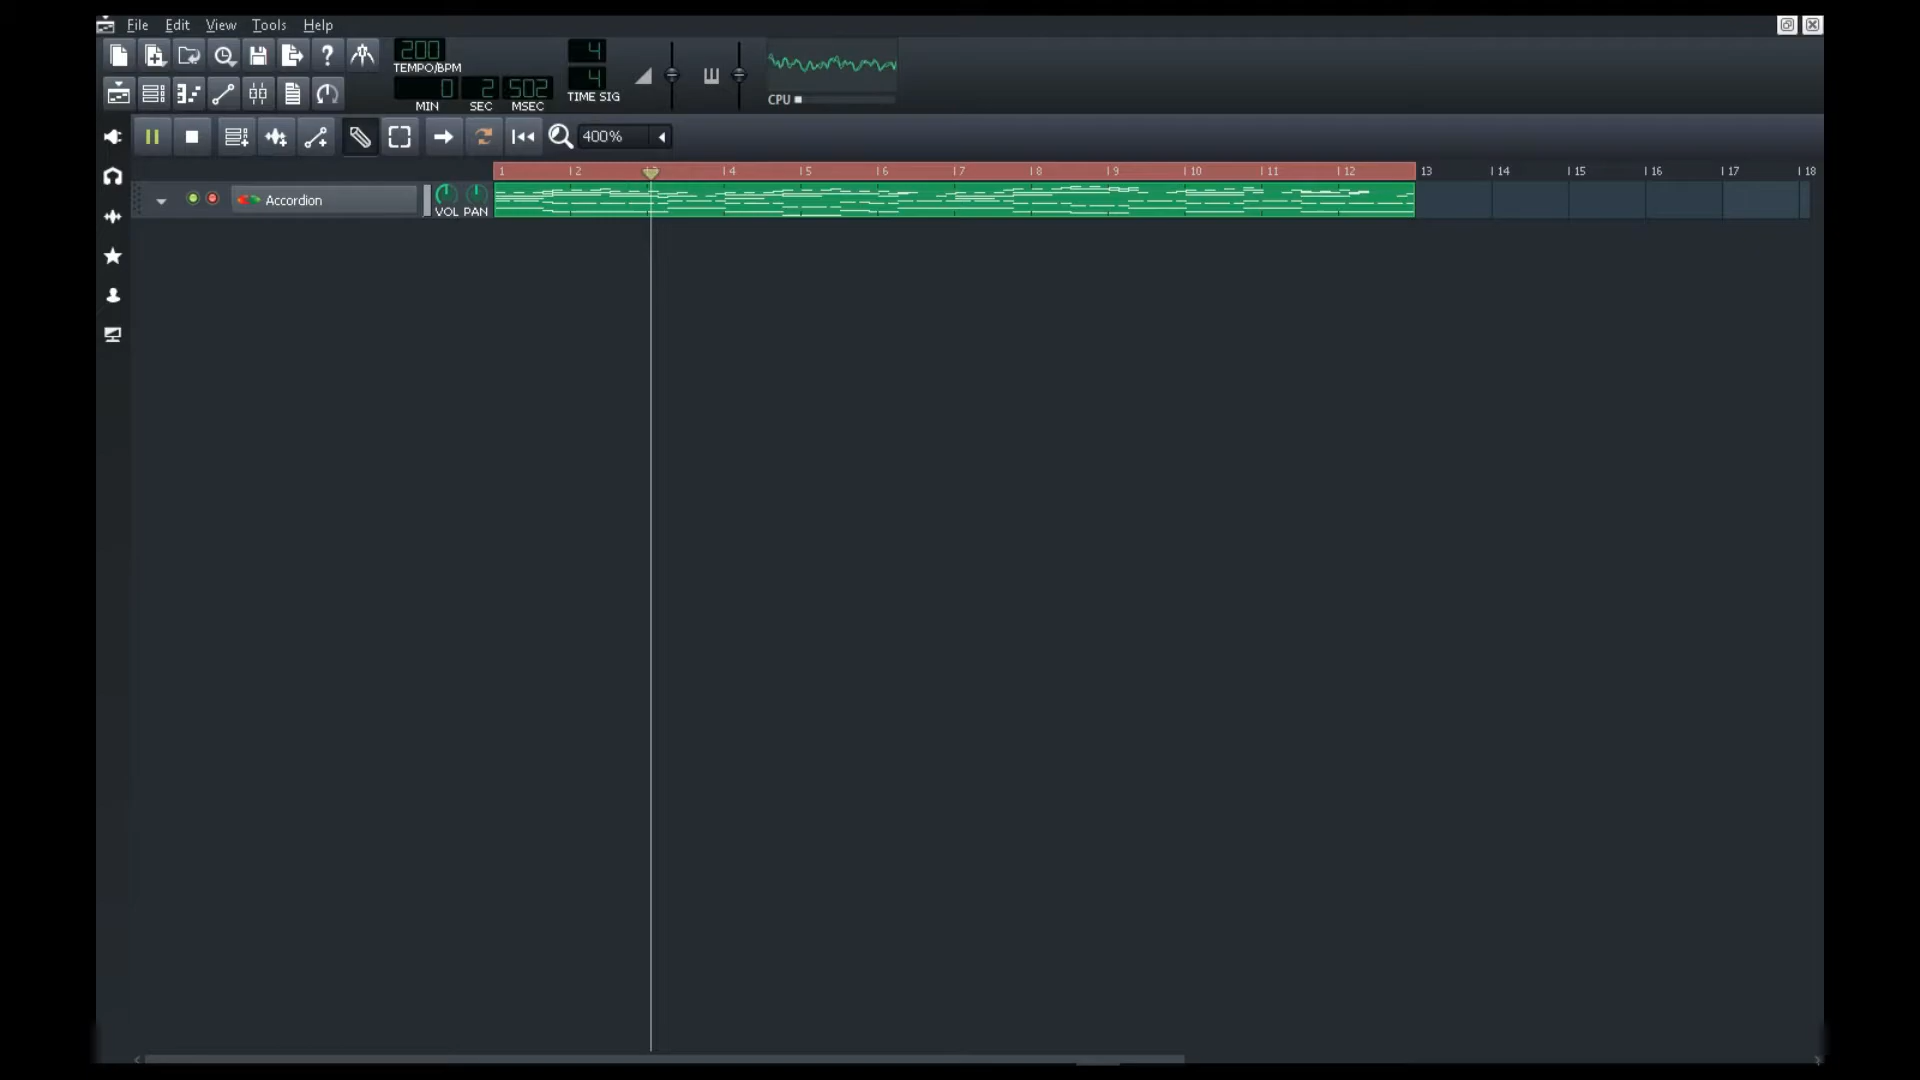 File Edit View Tools Help
200
TEMPO/BPM
0 2 502
MIN SEC MSEC
4
4
TIME SIG
CPU
400%
1 2 3 4 5 6 7 8 9 10 11 12 13 14 15 16 17 18
Accordion
VOL PAN